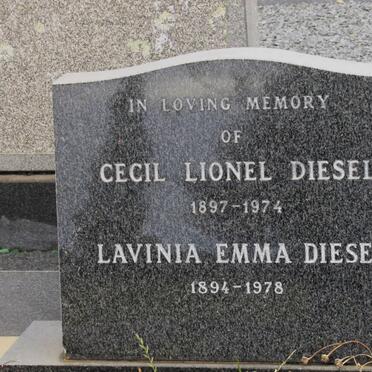 IN LOVING MEMORY
OF
CECIL LIONEL DIESEL
1897-1974
LAVINIA EMMA DIESE
1894-1978